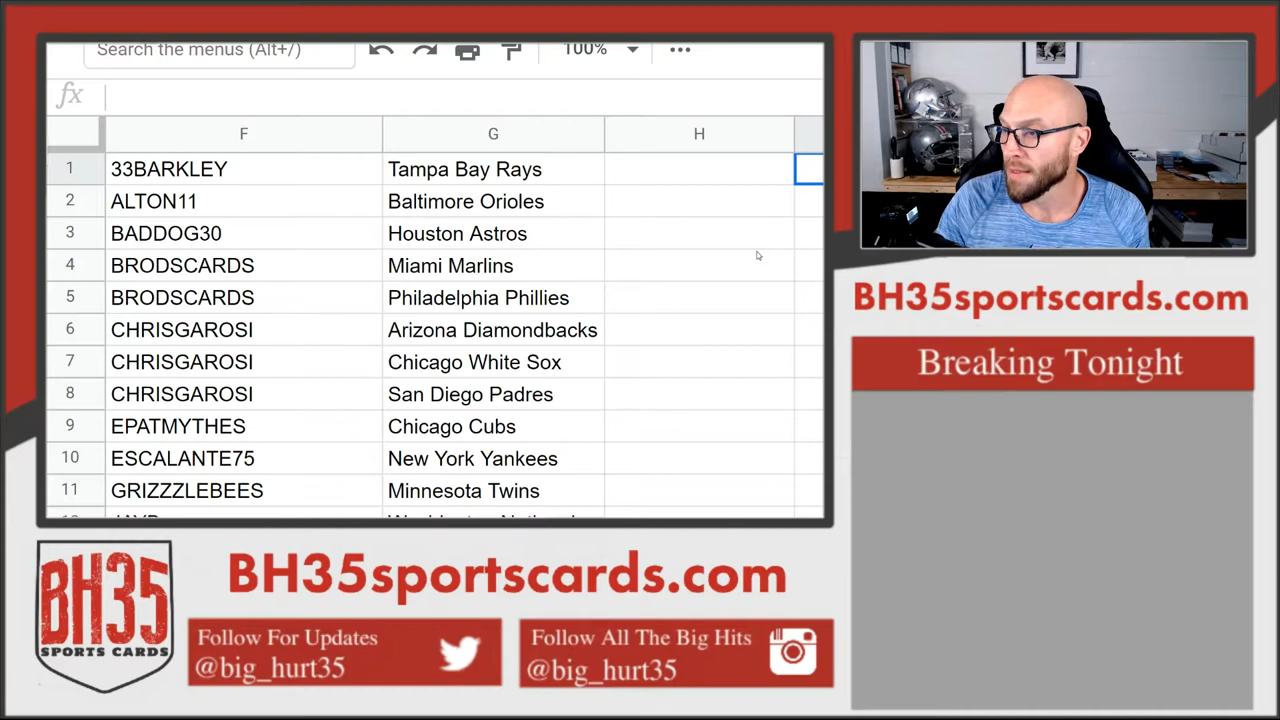 Search the menus (Alt+/)
100%
fx
F G H
1 33BARKLEY Tampa Bay Rays
2 ALTON11 Baltimore Orioles
3 BADDOG30 Houston Astros
4 BRODSCARDS Miami Marlins
5 BRODSCARDS Philadelphia Phillies
6 CHRISGAROSI Arizona Diamondbacks
7 CHRISGAROSI Chicago White Sox
8 CHRISGAROSI San Diego Padres
9 EPATMYTHES Chicago Cubs
10 ESCALANTE75 New York Yankees
11 GRIZZZLEBEES Minnesota Twins
BH35sportscards.com
Breaking Tonight
BH35
SPORTS CARDS
BH35sportscards.com
Follow For Updates
@big_hurt35
Follow All The Big Hits
@big_hurt35